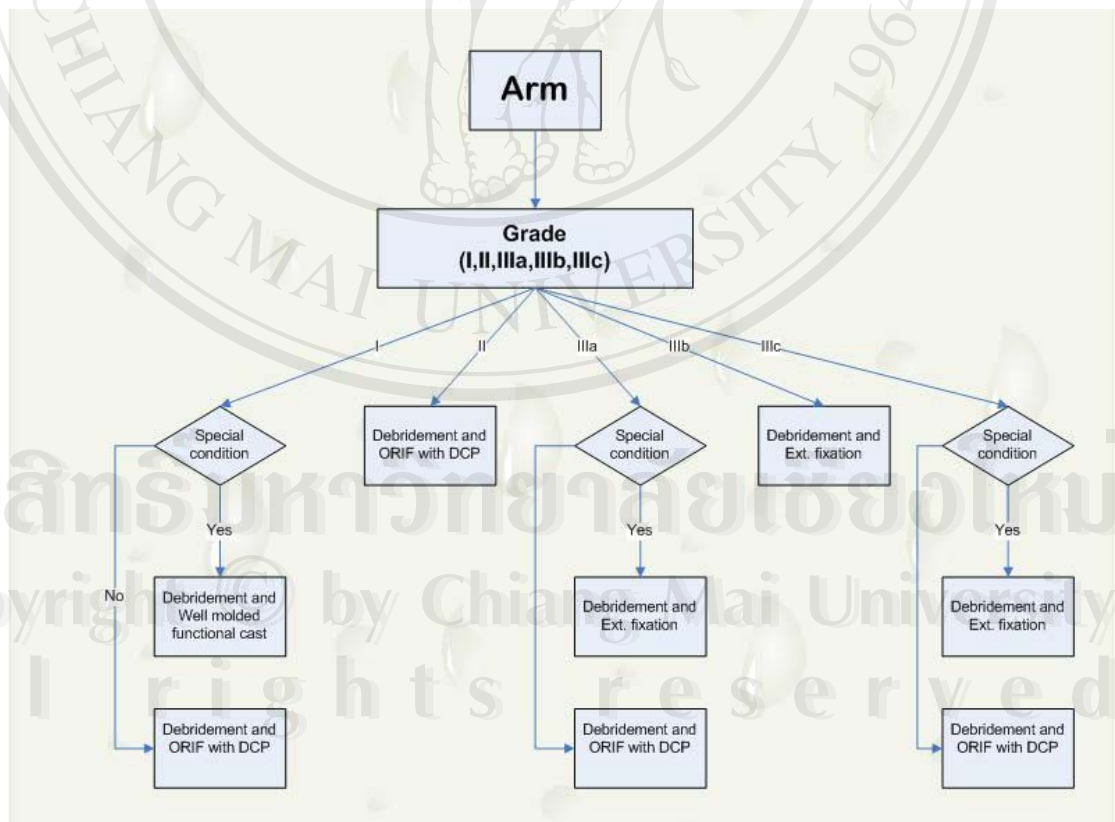 CHIANG MAI UNIVERSITY 1964
Arm
Grade
(I,II,IIIa,IIIb,IIIc)
I
II
IIIa
IIIb
IIIc
Special
condition
Debridement and
ORIF with DCP
Special
condition
Debridement and
Ext. fixation
Special
condition
Yes
Yes
Yes
No
Debridement and
Well molded
functional cast
Debridement and
Ext. fixation
Debridement and
Ext. fixation
Debridement and
ORIF with DCP
Debridement and
ORIF with DCP
Debridement and
ORIF with DCP
สิทธิ์มหาวิทยาลัยเชียงใหม
pyright © by Chiang Mai University
l rights reserved